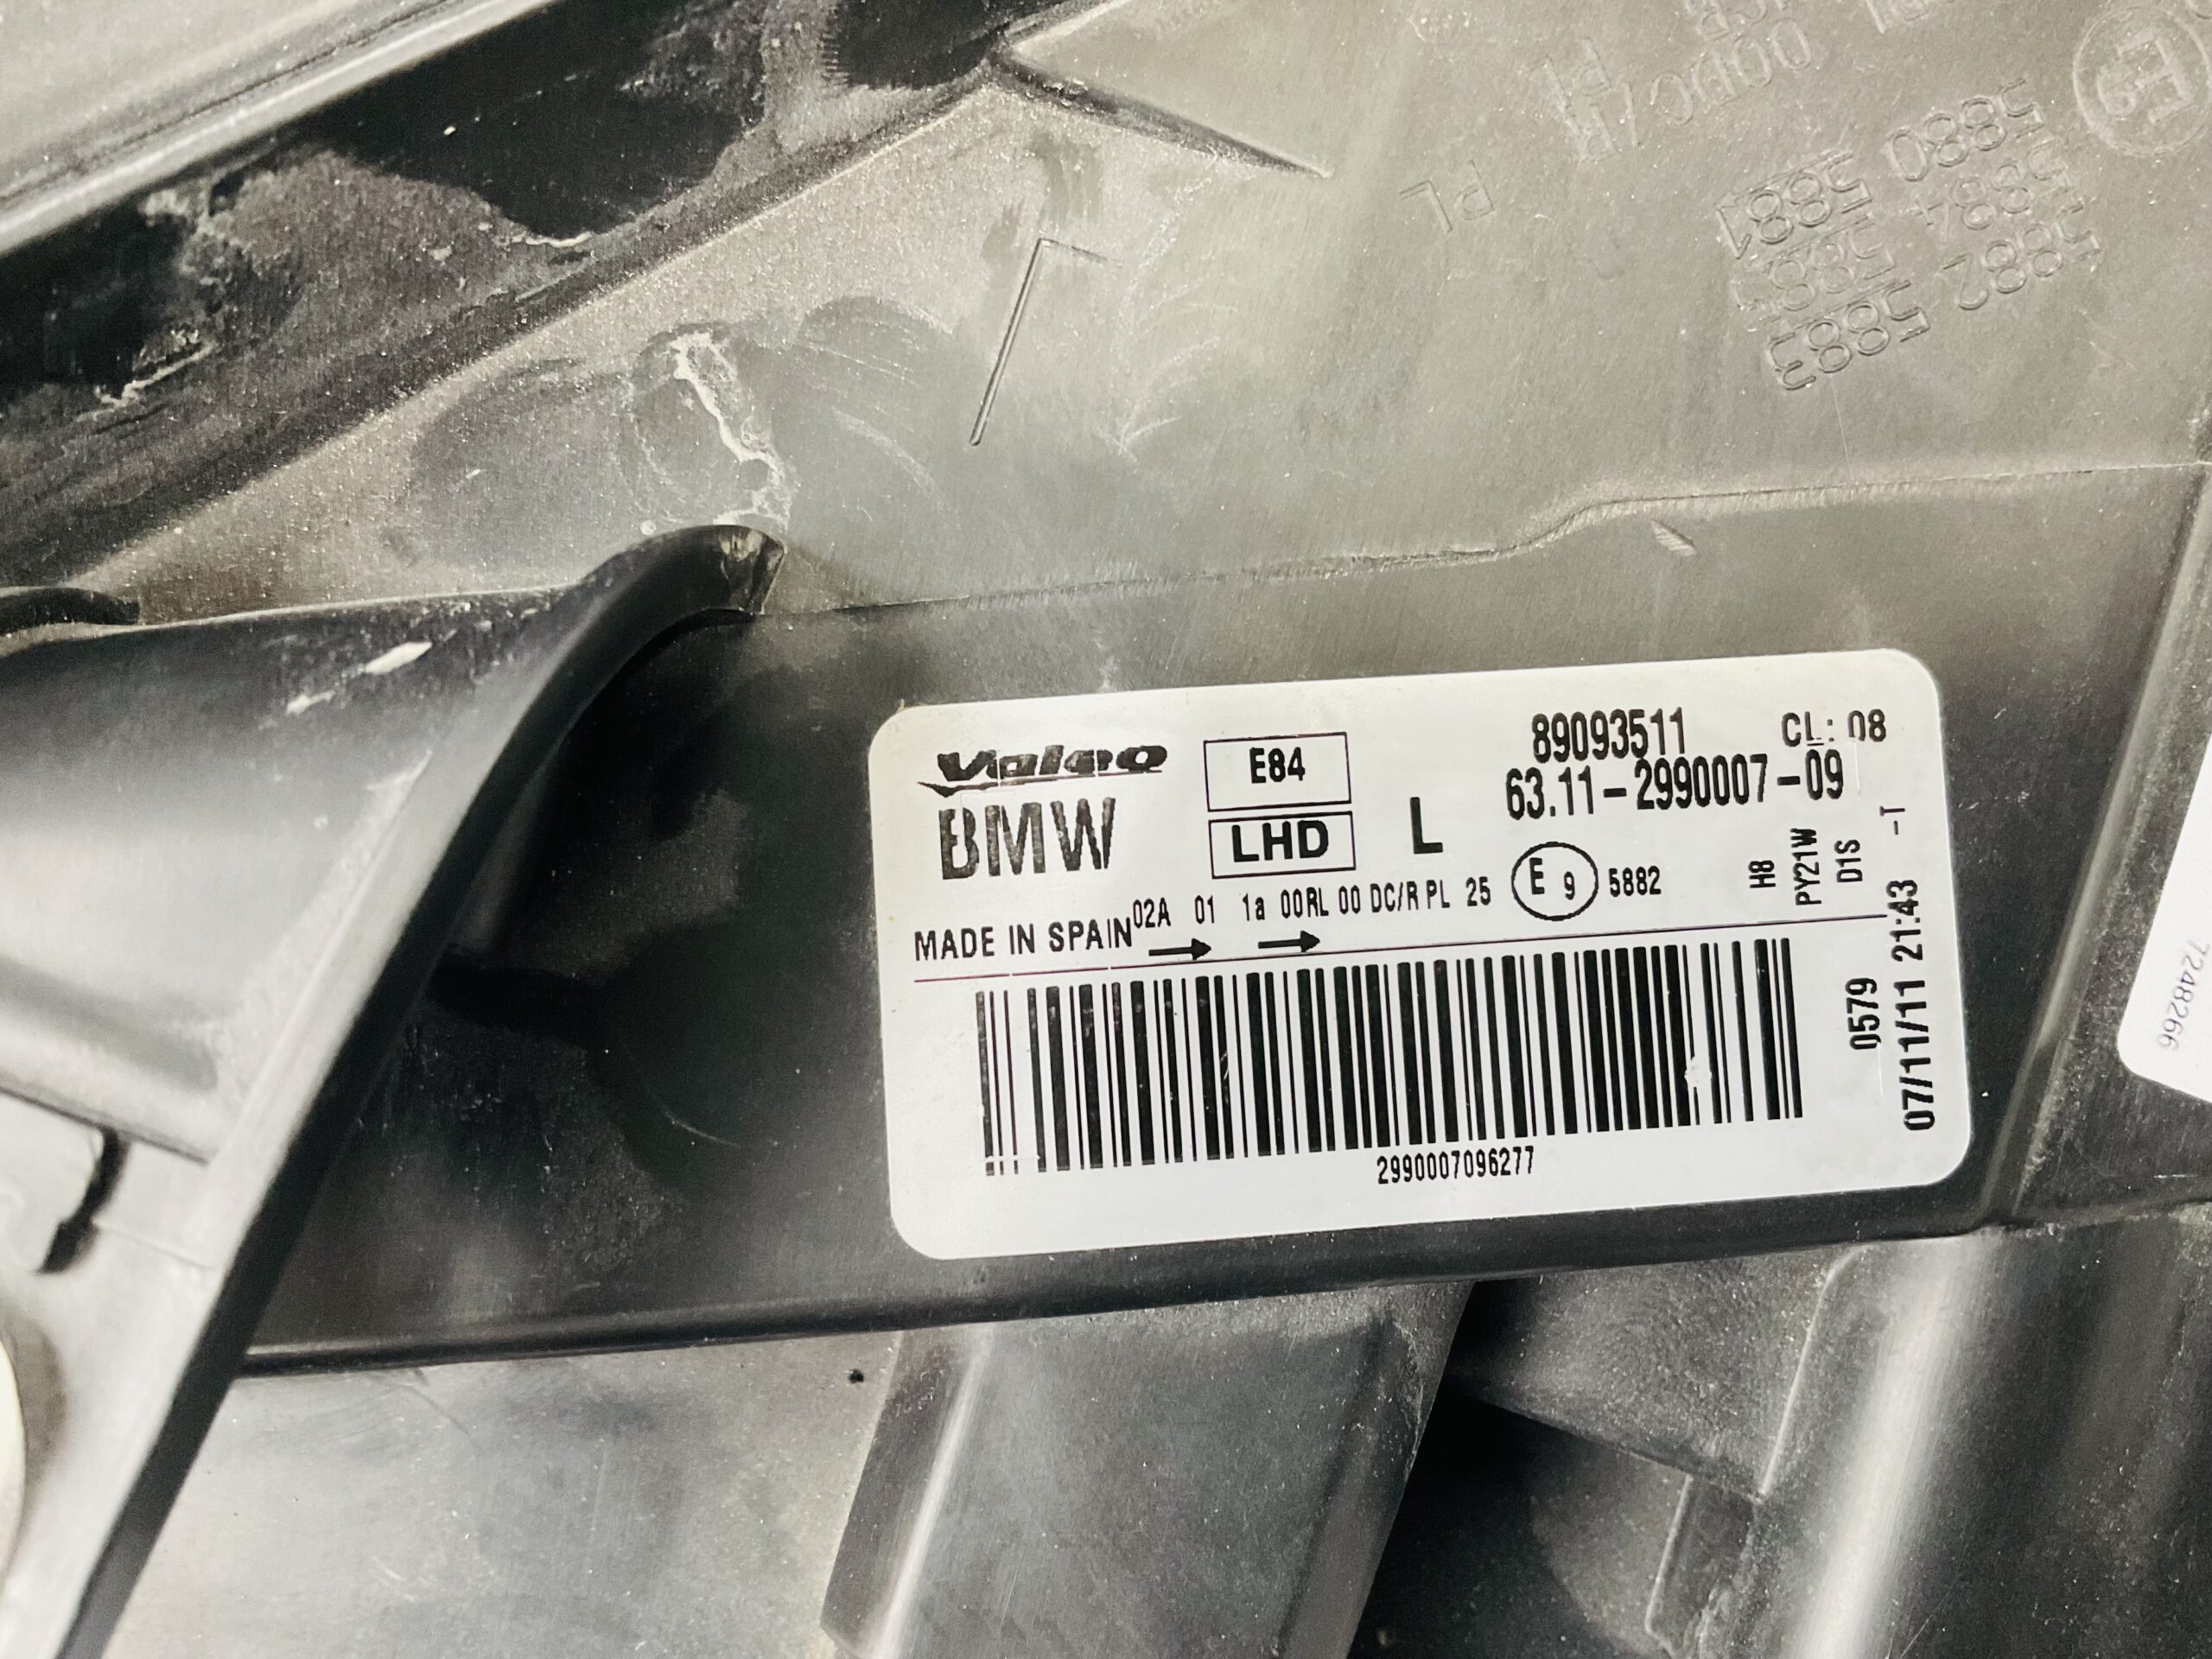 5880 5881
5884 5885
5882 5883
PL
E9
Valeo
BMW
E84
LHD
L
89093511 CL: 08
63.11-2990007-09
MADE IN SPAIN
02A 01 1a 00RL 00 DC/R PL 25
E 9 5882
H8
PY21W
D1S
-T
0579
07/11/11 21:43
2990007096277
7248266